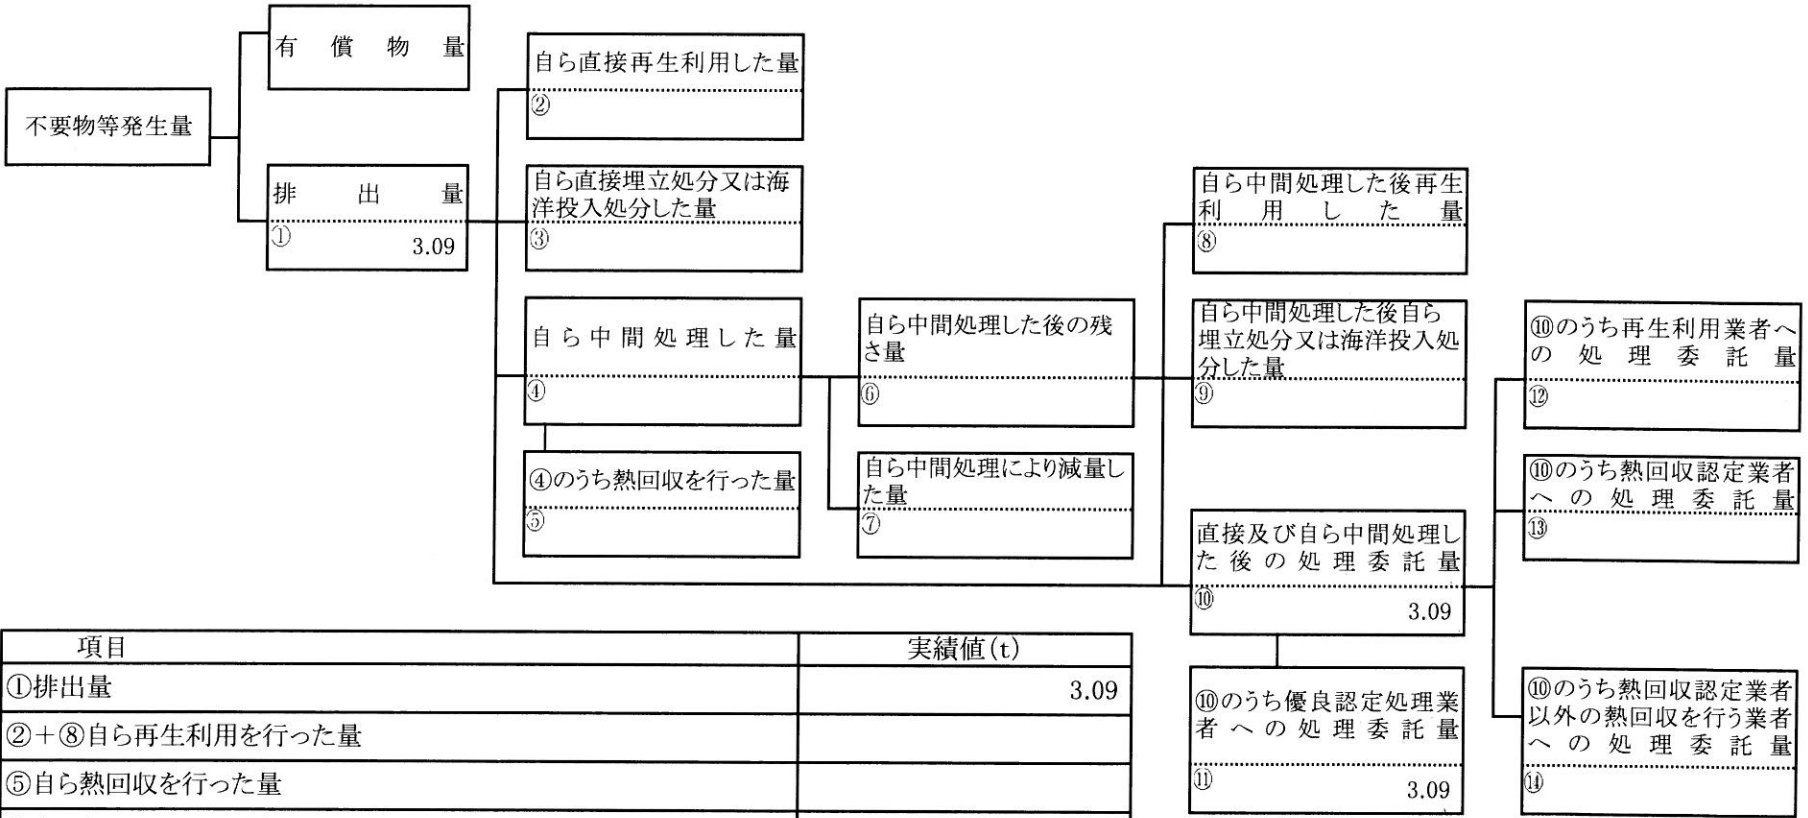 有償物量
不要物等発生量
排出量
①
3.09
自ら直接再生利用した量
②
自ら直接埋立処分又は海
洋投入処分した量
③
自ら中間処理した量
④
④のうち熱回収を行った量
⑤
自ら中間処理した後の残
さ量
⑥
自ら中間処理により減量し
た量
⑦
自ら中間処理した後再生
利用した量
⑧
自ら中間処理した後自ら
埋立処分又は海洋投入処
分した量
⑨
直接及び自ら中間処理し
た後の処理委託量
⑩
3.09
⑩のうち優良認定処理業
者への処理委託量
⑪
3.09
⑩のうち再生利用業者へ
の処理委託量
⑫
⑩のうち熱回収認定業者
への処理委託量
⑬
⑩のうち熱回収認定業者
以外の熱回収を行う業者
への処理委託量
⑭
項目 実績値(t)
①排出量 3.09
②+⑧自ら再生利用を行った量
⑤自ら熱回収を行った量